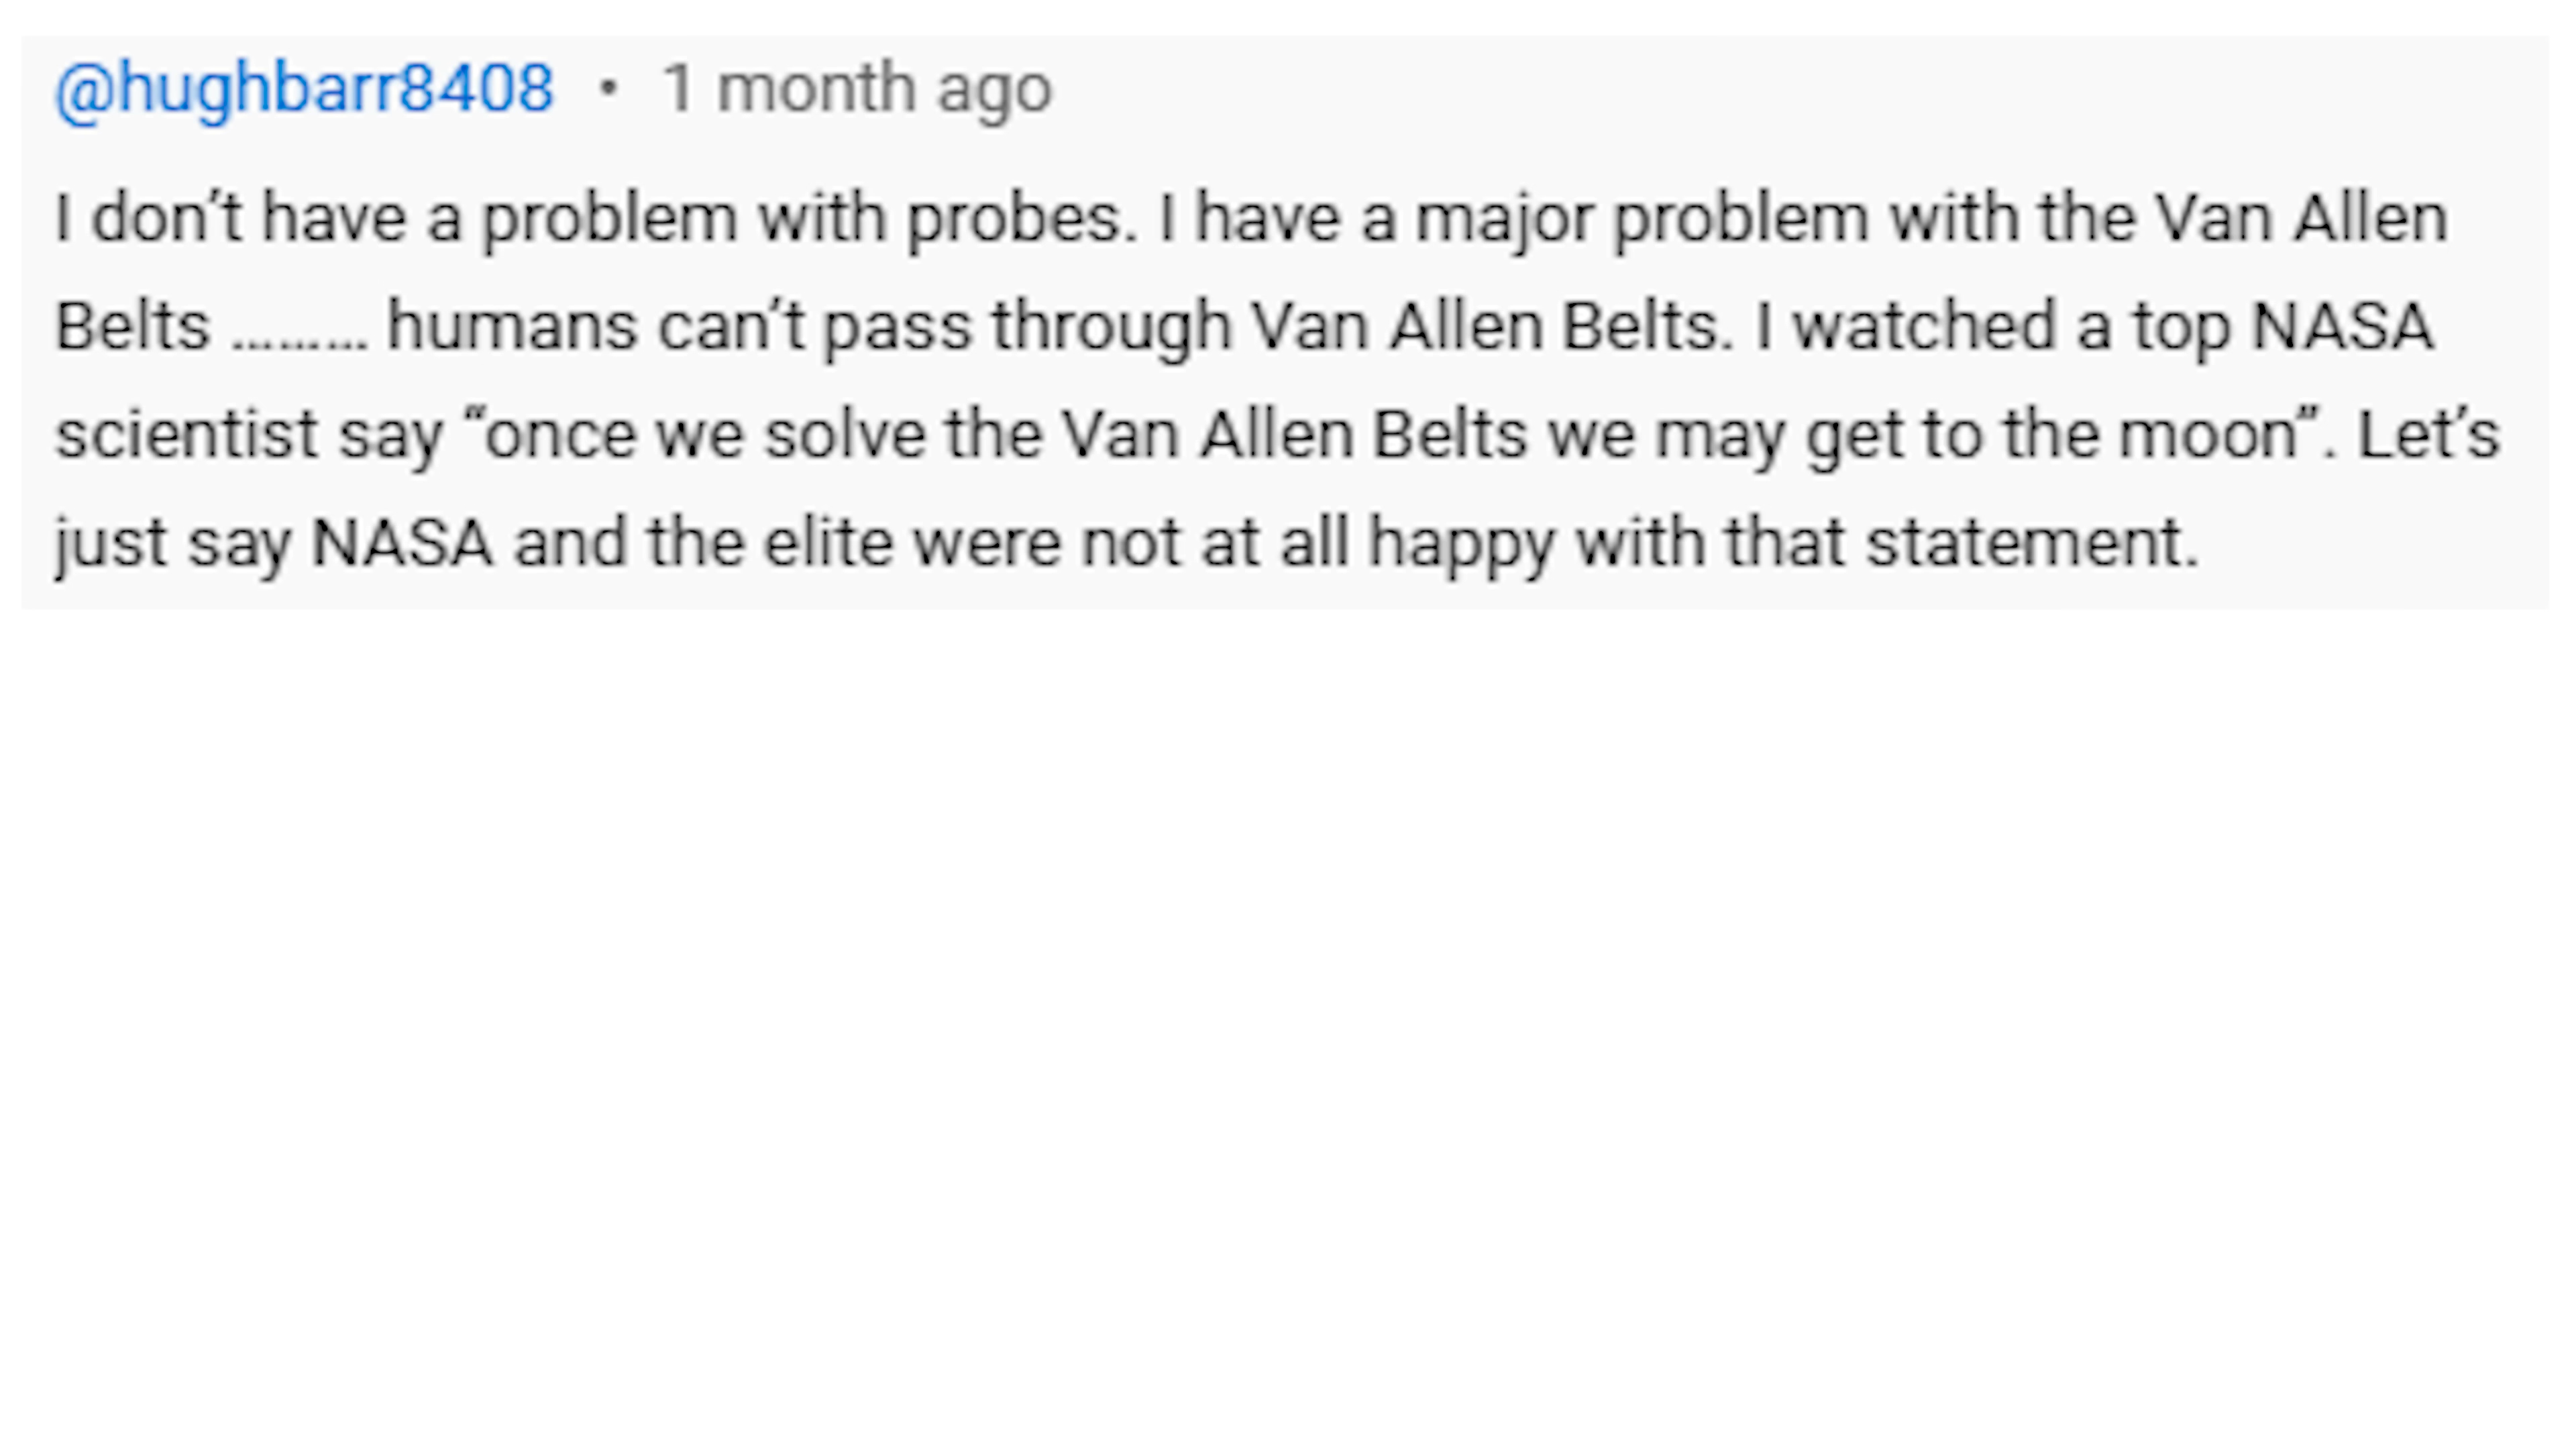 @hughbarr8408 • 1 month ago
I don’t have a problem with probes. I have a major problem with the Van Allen
Belts ……… humans can’t pass through Van Allen Belts. I watched a top NASA
scientist say “once we solve the Van Allen Belts we may get to the moon”. Let’s
just say NASA and the elite were not at all happy with that statement.